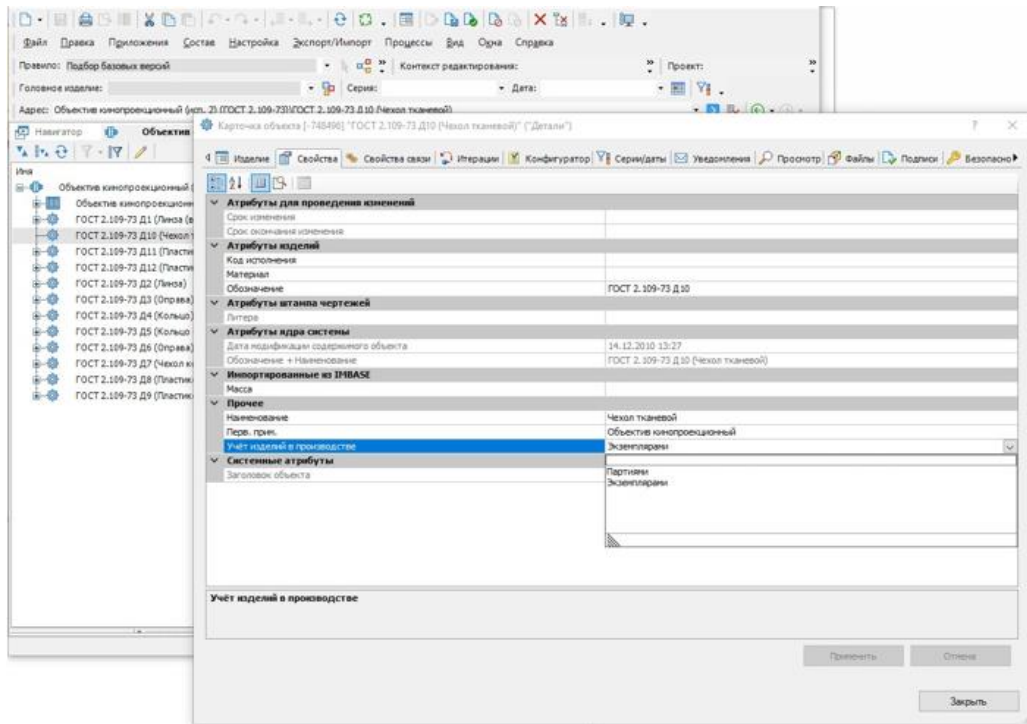 Файл Правка Приложения Состав Настройка Экспорт/Импорт Процессы Вид Окна Справка
Правило: Подбор базовых версий Контекст редактирования: Проект:
Головное изделие: Серия: Дата:
Адрес: Объектив кинопроекционный (исп. 2) (ГОСТ 2.109-73)\ГОСТ 2.109-73 Д10 (Чехол тканевой)
Навигатор Объектив
Имя
Объектив кинопроекционный (
Объектив кинопроекционн
ГОСТ 2.109-73 Д1 (Линза (в
ГОСТ 2.109-73 Д10 (Чехол т
ГОСТ 2.109-73 Д11 (Пласти
ГОСТ 2.109-73 Д12 (Пласти
ГОСТ 2.109-73 Д2 (Линза)
ГОСТ 2.109-73 Д3 (Оправа)
ГОСТ 2.109-73 Д4 (Кольцо)
ГОСТ 2.109-73 Д5 (Кольцо
ГОСТ 2.109-73 Д6 (Оправа)
ГОСТ 2.109-73 Д7 (Чехол к
ГОСТ 2.109-73 Д8 (Пластик
ГОСТ 2.109-73 Д9 (Пластик
Карточка объекта [-748496] "ГОСТ 2.109-73 Д10 (Чехол тканевой)" ("Детали")
Изделие Свойства Свойства связи Итерации Конфигуратор Серии/даты Уведомления Просмотр Файлы Подписи Безопасно
Атрибуты для проведения изменений
Срок изменения
Срок окончания изменения
Атрибуты изделий
Код исполнения
Материал
Обозначение ГОСТ 2.109-73 Д10
Атрибуты штампа чертежей
Литера
Атрибуты ядра системы
Дата модификации содержимого объекта 14.12.2010 13:27
Обозначение + Наименование ГОСТ 2.109-73 Д10 (Чехол тканевой)
Импортированные из IMBASE
Масса
Прочее
Наименование Чехол тканевой
Перв. прим. Объектив кинопроекционный
Учёт изделий в производстве Экземплярами
Системные атрибуты
Заголовок объекта
Партиями
Экземплярами
Учёт изделий в производстве
Применить Отмена
Закрыть